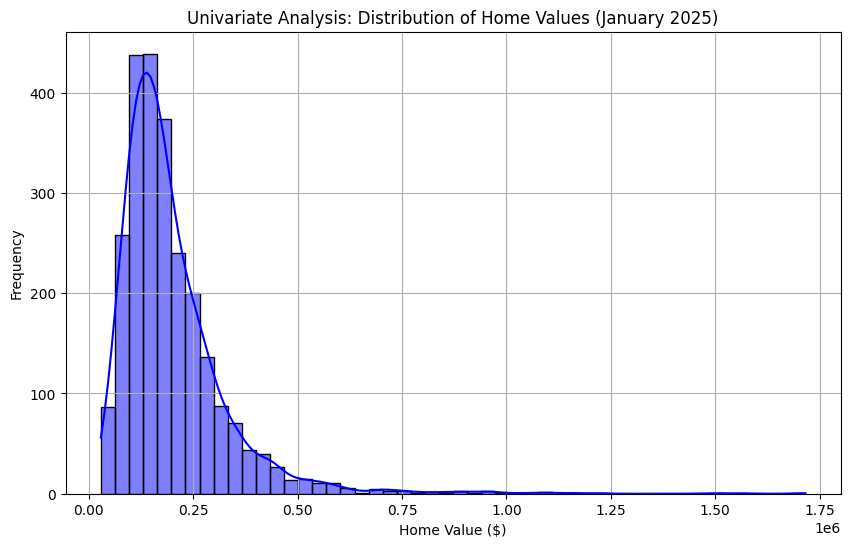 Univariate Analysis: Distribution of Home Values (January 2025)
400
300
200
100
0
Frequency
0.00 0.25 0.50 0.75 1.00 1.25 1.50 1.75
1e6
Home Value ($)